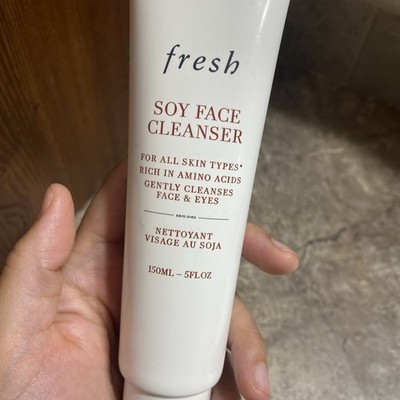 fresh
SOY FACE
CLEANSER
FOR ALL SKIN TYPES*
RICH IN AMINO ACIDS
GENTLY CLEANSES
FACE & EYES
NETTOYANT
VISAGE AU SOJA
150ML – 5FLOZ